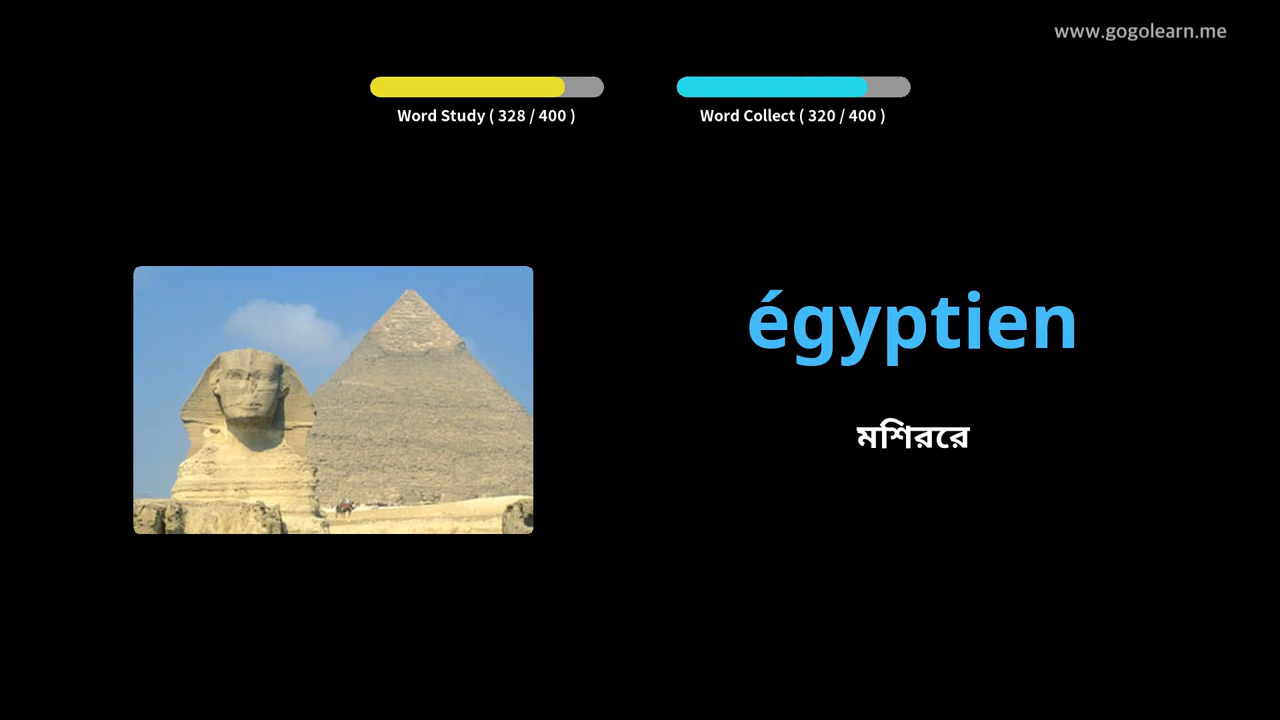 www.gogolearn.me
Word Study ( 328 / 400 )
Word Collect ( 320 / 400 )
égyptien
মশিররে